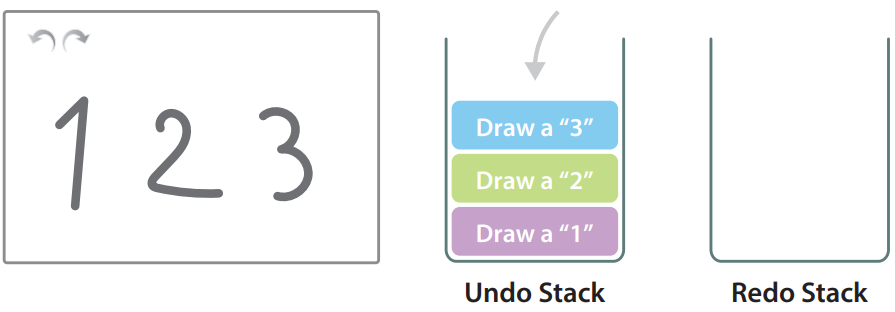 1 2 3
Draw a “3”
Draw a “2”
Draw a “1”
Undo Stack
Redo Stack